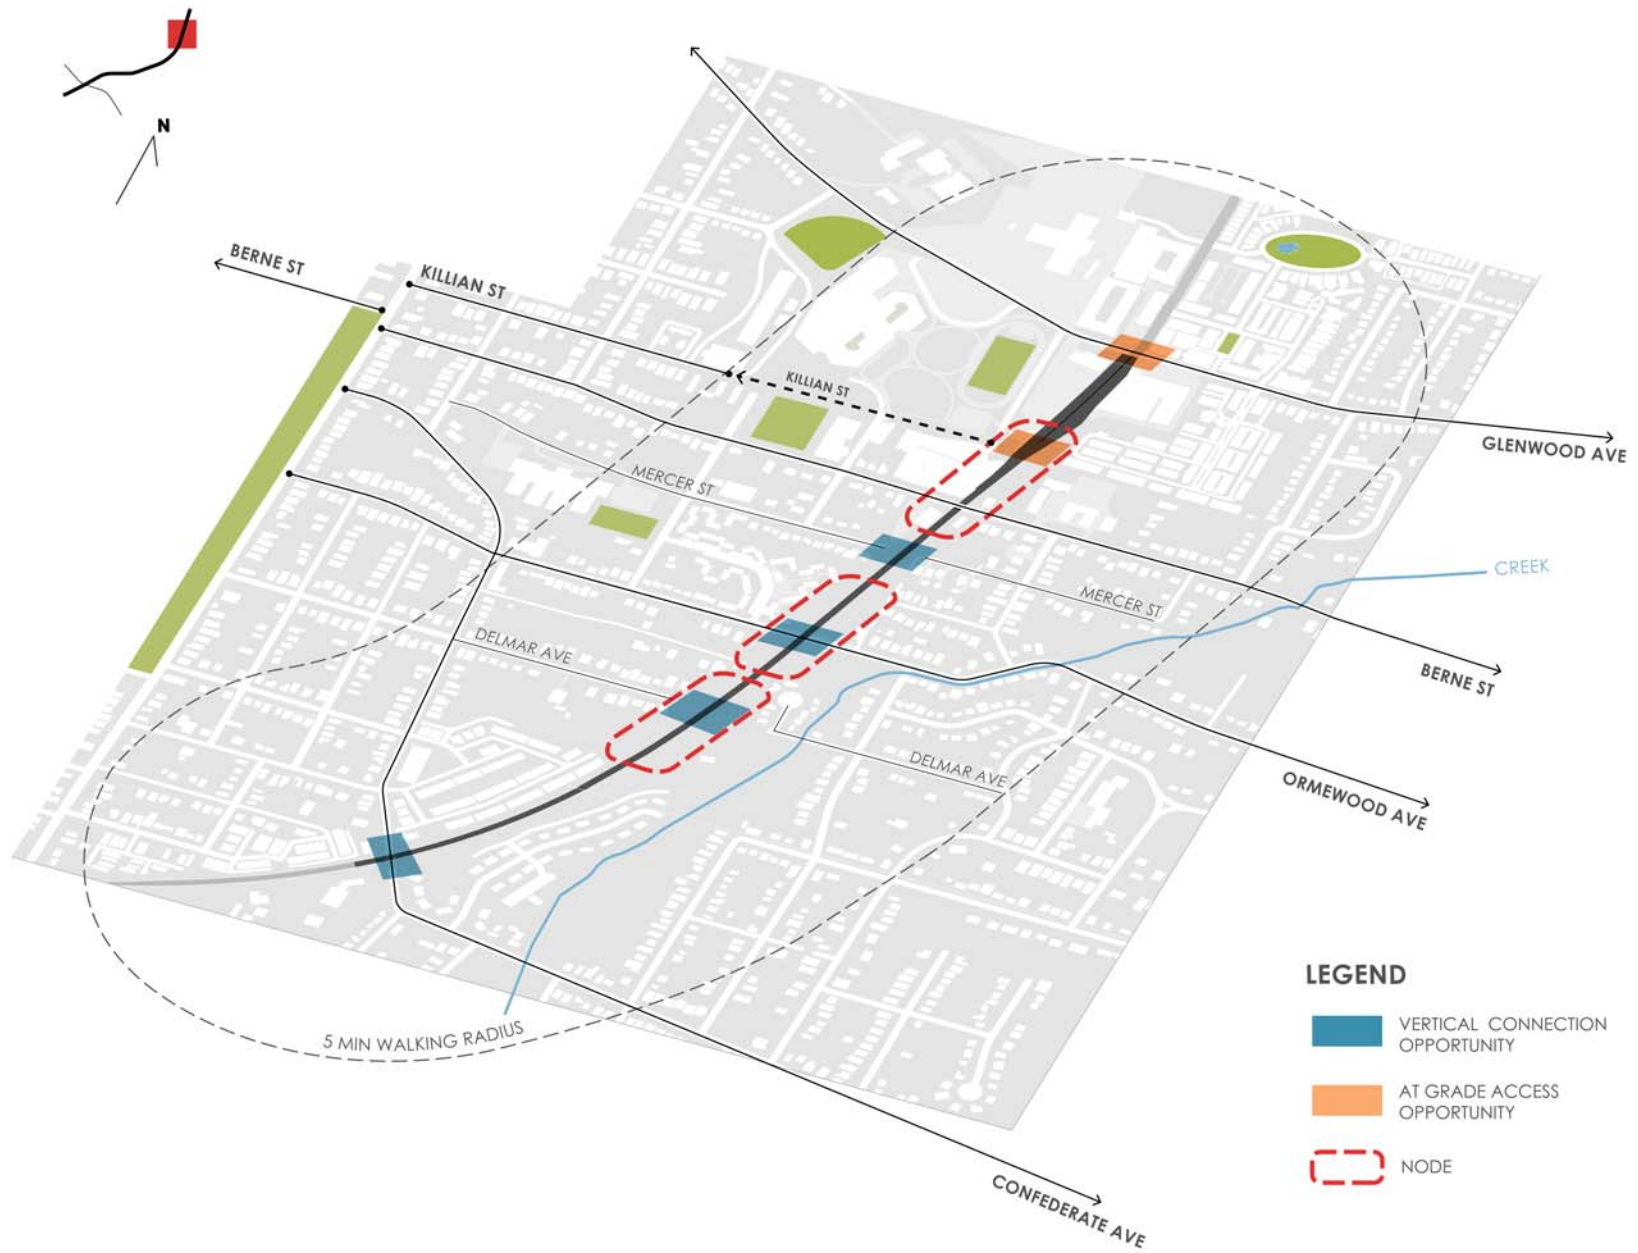 N
BERNE ST
KILLIAN ST
KILLIAN ST
GLENWOOD AVE
MERCER ST
CREEK
MERCER ST
DELMAR AVE
BERNE ST
DELMAR AVE
ORMEWOOD AVE
5 MIN WALKING RADIUS
CONFEDERATE AVE
LEGEND
VERTICAL CONNECTION
OPPORTUNITY
AT GRADE ACCESS
OPPORTUNITY
NODE